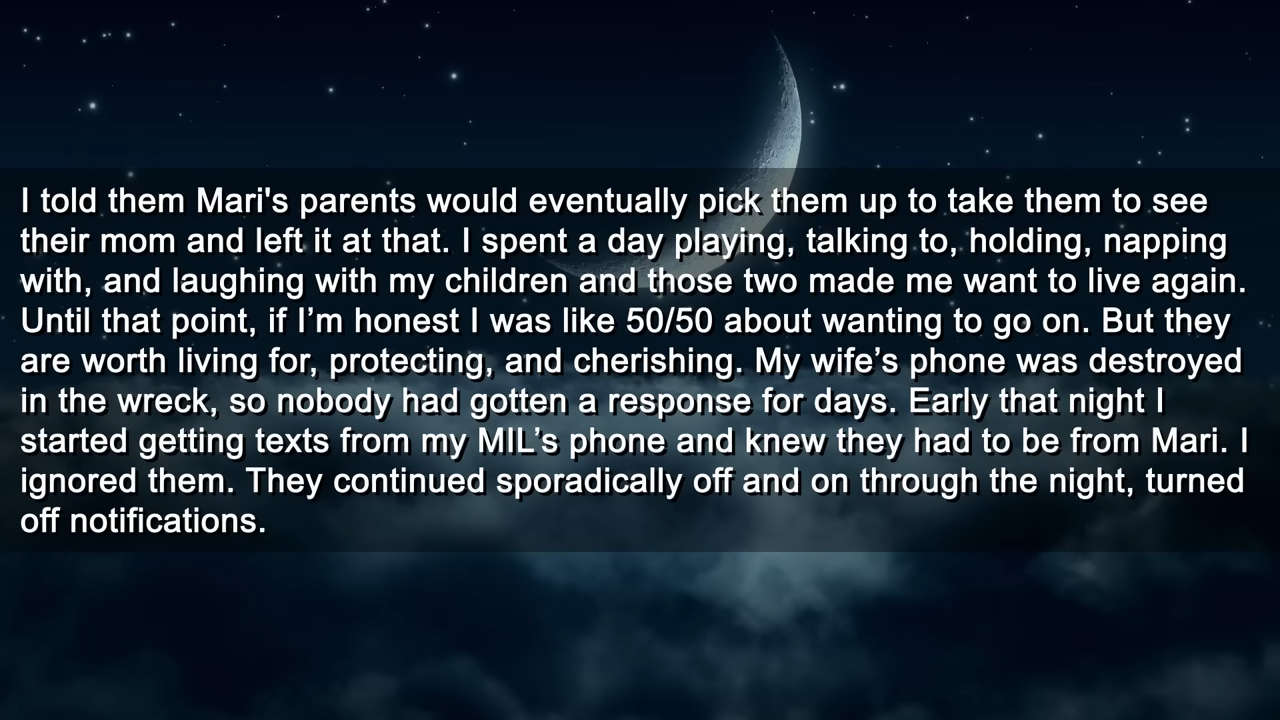 I told them Mari's parents would eventually pick them up to take them to see
their mom and left it at that. I spent a day playing, talking to, holding, napping
with, and laughing with my children and those two made me want to live again.
Until that point, if I’m honest I was like 50/50 about wanting to go on. But they
are worth living for, protecting, and cherishing. My wife’s phone was destroyed
in the wreck, so nobody had gotten a response for days. Early that night I
started getting texts from my MIL’s phone and knew they had to be from Mari. I
ignored them. They continued sporadically off and on through the night, turned
off notifications.